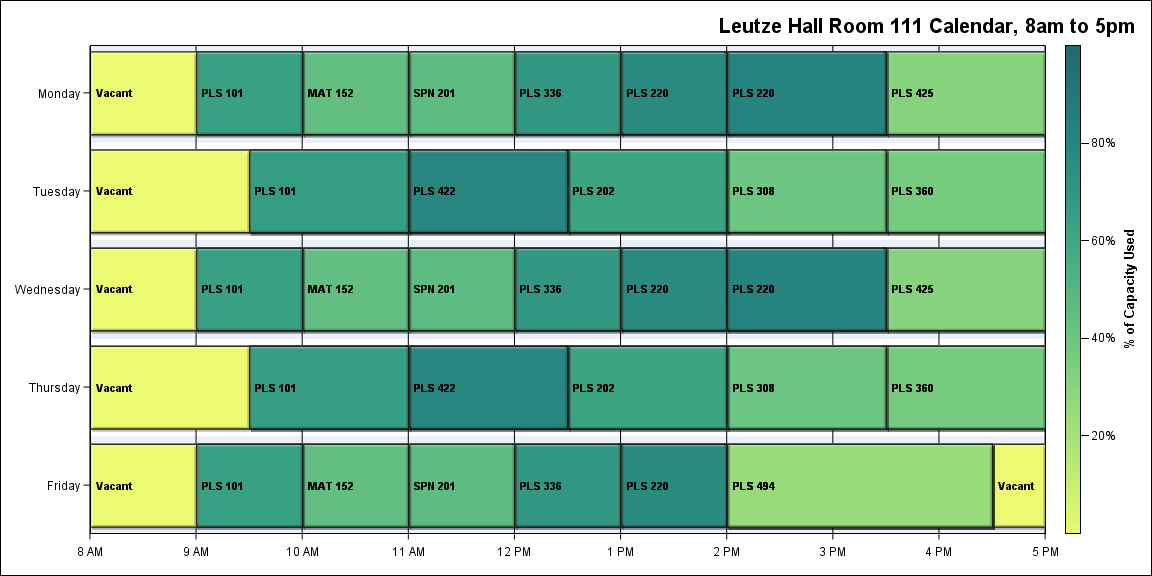 Leutze Hall Room 111 Calendar, 8am to 5pm
Monday
Vacant
PLS 101
MAT 152
SPN 201
PLS 336
PLS 220
PLS 220
PLS 425
Tuesday
Vacant
PLS 101
PLS 422
PLS 202
PLS 308
PLS 360
Wednesday
Vacant
PLS 101
MAT 152
SPN 201
PLS 336
PLS 220
PLS 220
PLS 425
Thursday
Vacant
PLS 101
PLS 422
PLS 202
PLS 308
PLS 360
Friday
Vacant
PLS 101
MAT 152
SPN 201
PLS 336
PLS 220
PLS 494
Vacant
8 AM
9 AM
10 AM
11 AM
12 PM
1 PM
2 PM
3 PM
4 PM
5 PM
80%
60%
40%
20%
% of Capacity Used